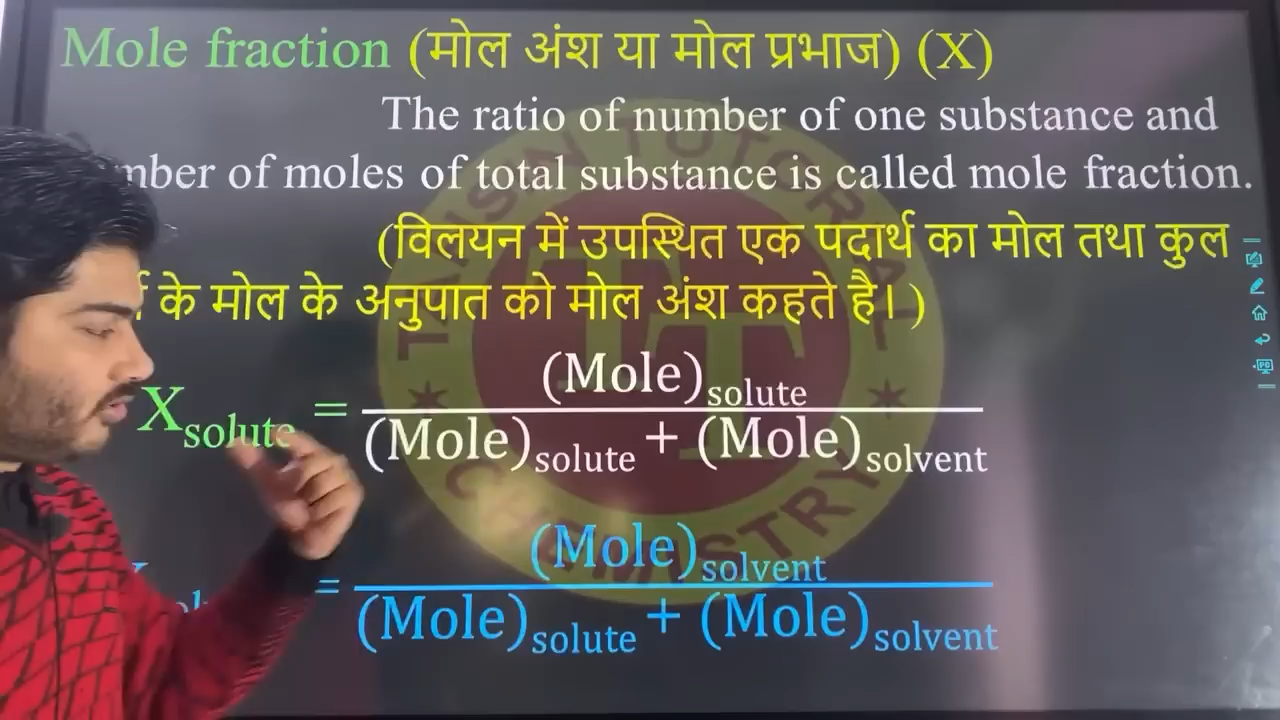 Mole fraction (मोल अंश या मोल प्रभाज) (X)
The ratio of number of one substance and
of moles of total substance is called mole fraction.
(विलयन में उपस्थित एक पदार्थ का मोल तथा कुल
के मोल के अनुपात को मोल अंश कहते है। )
X solute = (Mole) solute
(Mole) solute + (Mole) solvent
= (Mole) solvent
(Mole) solute + (Mole) solvent
TT